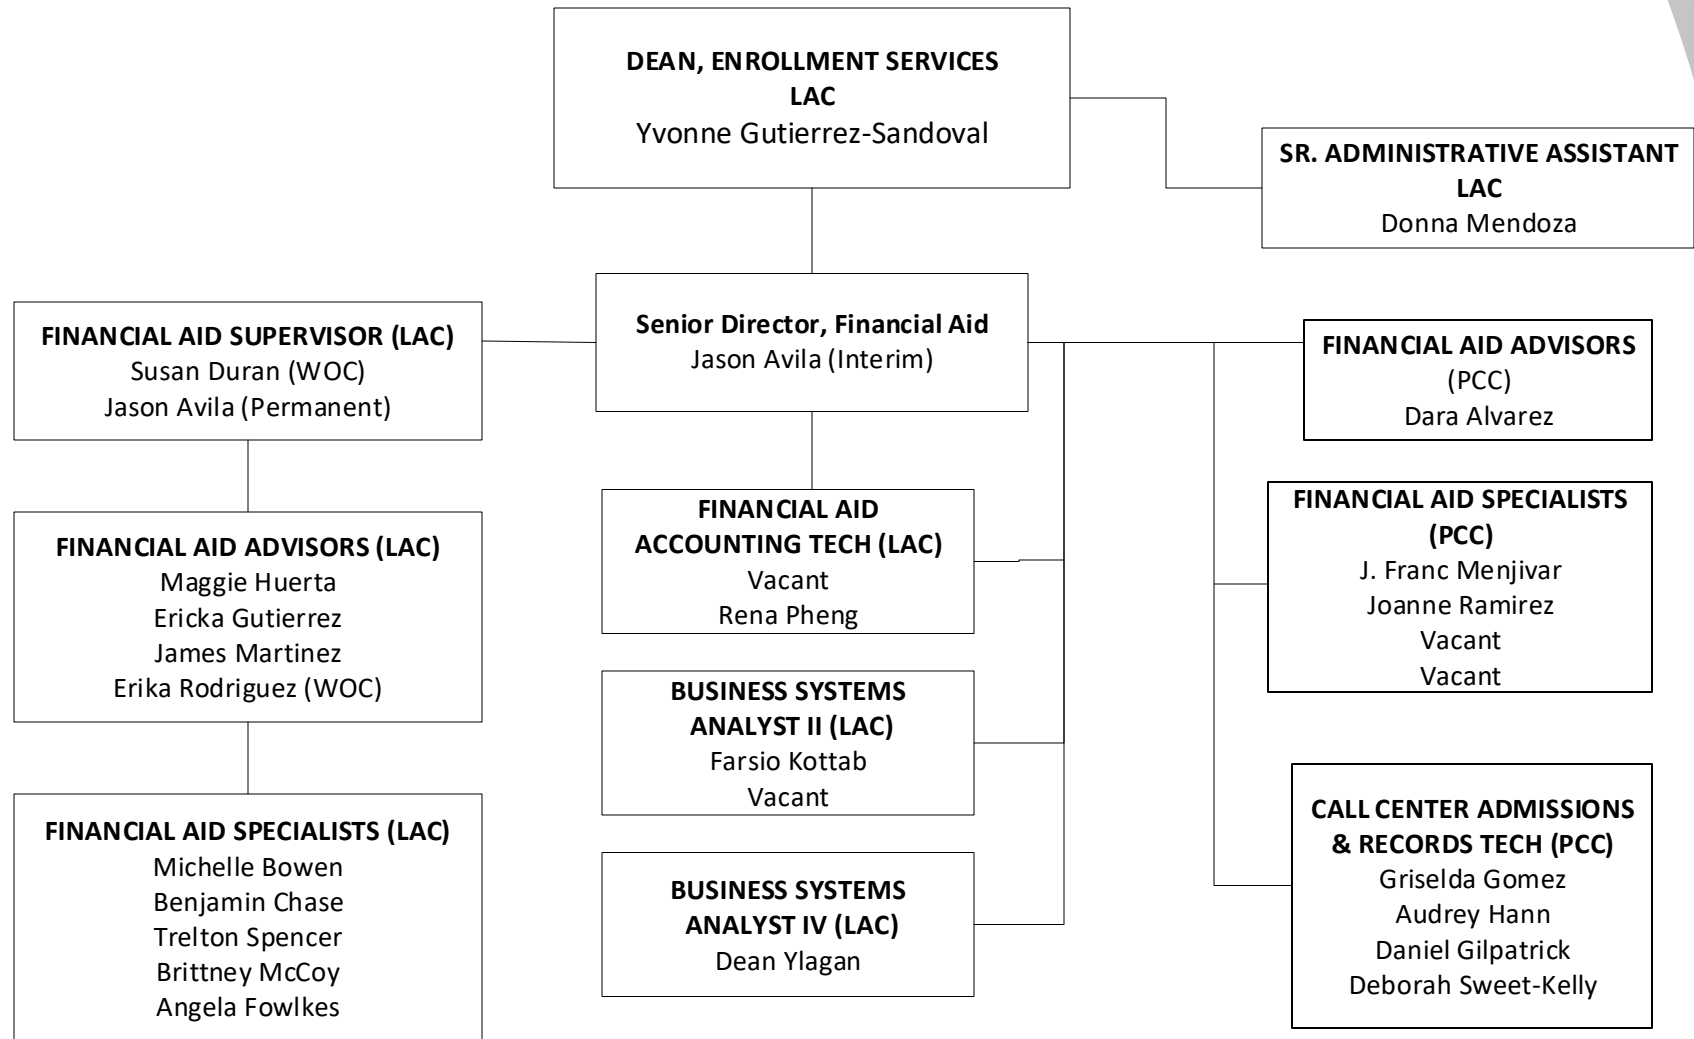 DEAN, ENROLLMENT SERVICES
LAC
Yvonne Gutierrez-Sandoval
SR. ADMINISTRATIVE ASSISTANT
LAC
Donna Mendoza
Senior Director, Financial Aid
Jason Avila (Interim)
FINANCIAL AID SUPERVISOR (LAC)
Susan Duran (WOC)
Jason Avila (Permanent)
FINANCIAL AID ADVISORS (LAC)
Maggie Huerta
Ericka Gutierrez
James Martinez
Erika Rodriguez (WOC)
FINANCIAL AID SPECIALISTS (LAC)
Michelle Bowen
Benjamin Chase
Trelton Spencer
Brittney McCoy
Angela Fowlkes
FINANCIAL AID
ACCOUNTING TECH (LAC)
Vacant
Rena Pheng
BUSINESS SYSTEMS
ANALYST II (LAC)
Farsio Kottab
Vacant
BUSINESS SYSTEMS
ANALYST IV (LAC)
Dean Ylagan
FINANCIAL AID ADVISORS
(PCC)
Dara Alvarez
FINANCIAL AID SPECIALISTS
(PCC)
J. Franc Menjivar
Joanne Ramirez
Vacant
Vacant
CALL CENTER ADMISSIONS
& RECORDS TECH (PCC)
Griselda Gomez
Audrey Hann
Daniel Gilpatrick
Deborah Sweet-Kelly